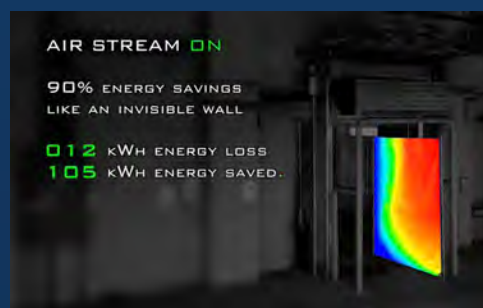 AIR STREAM ON
90% ENERGY SAVINGS
LIKE AN INVISIBLE WALL
012 KWH ENERGY LOSS
105 KWH ENERGY SAVED.